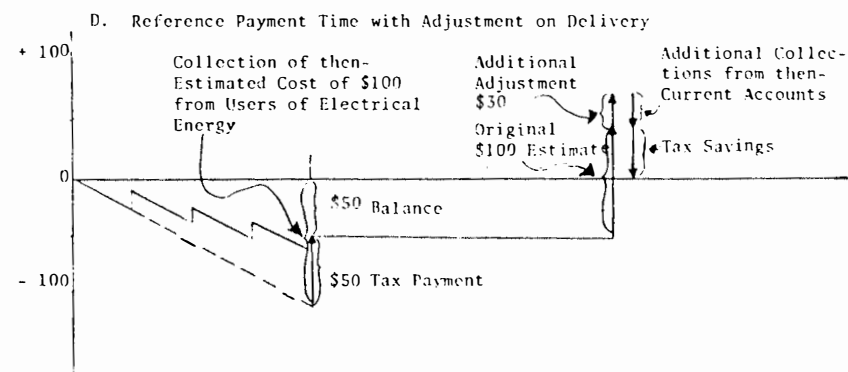 D. Reference Payment Time with Adjustment on Delivery
+ 100
Collection of then-
Estimated Cost of $100
from Users of Electrical
Energy
Additional
Adjustment
$30
Original
$100 Estimate
Additional Collec-
tions from then-
Current Accounts
Tax Savings
0
$50 Balance
- 100
$50 Tax Payment